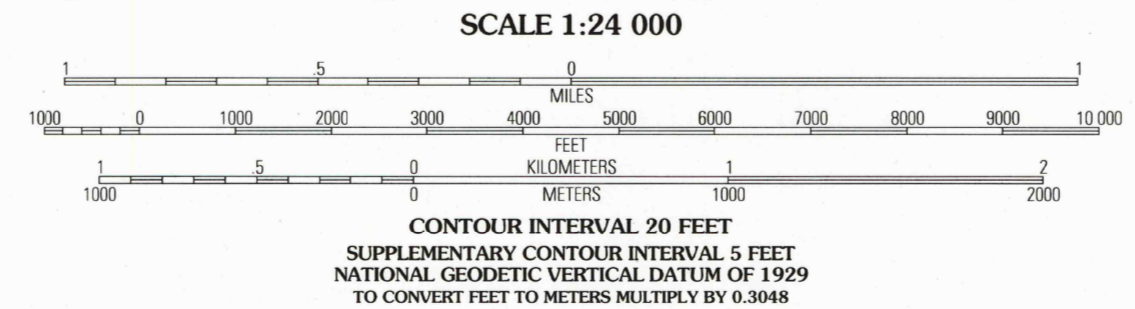 SCALE 1:24 000
1 .5 0 1
MILES
1000 0 1000 2000 3000 4000 5000 6000 7000 8000 9000 10 000
FEET
1 .5 0 KILOMETERS 1 2
1000 0 METERS 1000 2000
CONTOUR INTERVAL 20 FEET
SUPPLEMENTARY CONTOUR INTERVAL 5 FEET
NATIONAL GEODETIC VERTICAL DATUM OF 1929
TO CONVERT FEET TO METERS MULTIPLY BY 0.3048